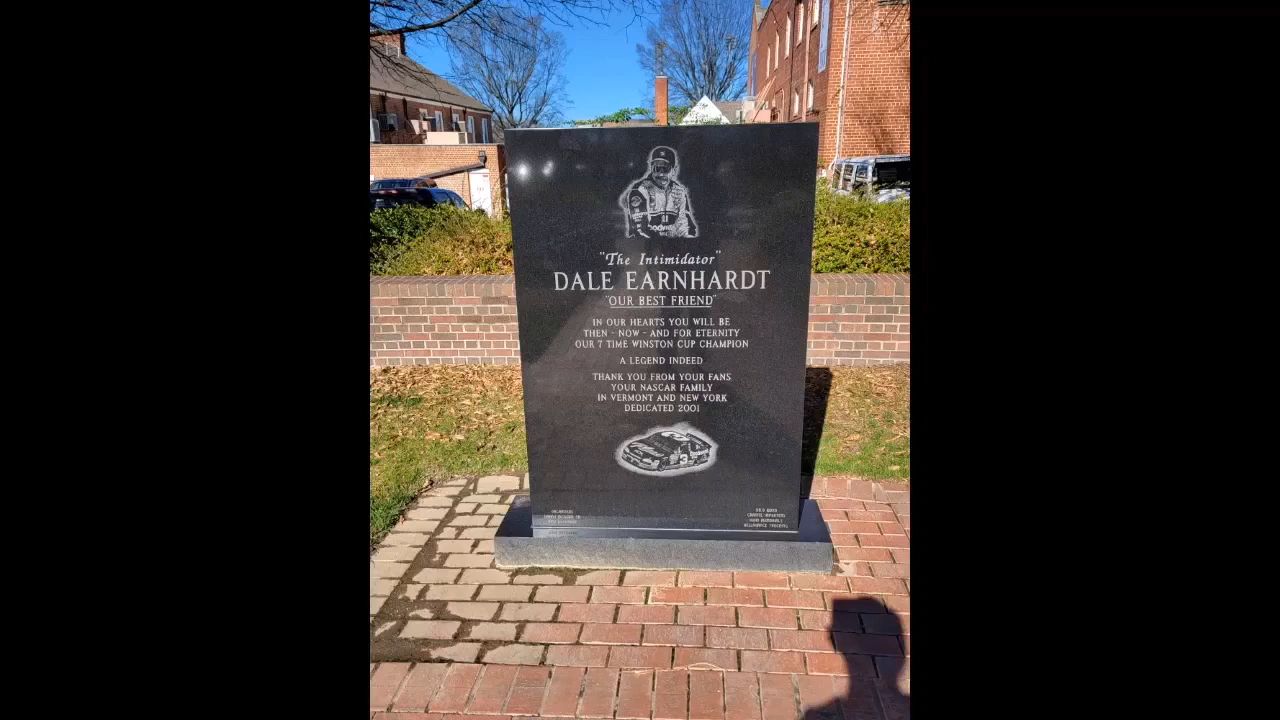 "The Intimidator"
DALE EARNHARDT
"OUR BEST FRIEND"
IN OUR HEARTS YOU WILL BE
THEN - NOW - AND FOR ETERNITY
OUR 7 TIME WINSTON CUP CHAMPION
A LEGEND INDEED
THANK YOU FROM YOUR FANS
YOUR NASCAR FAMILY
IN VERMONT AND NEW YORK
DEDICATED 2001
3